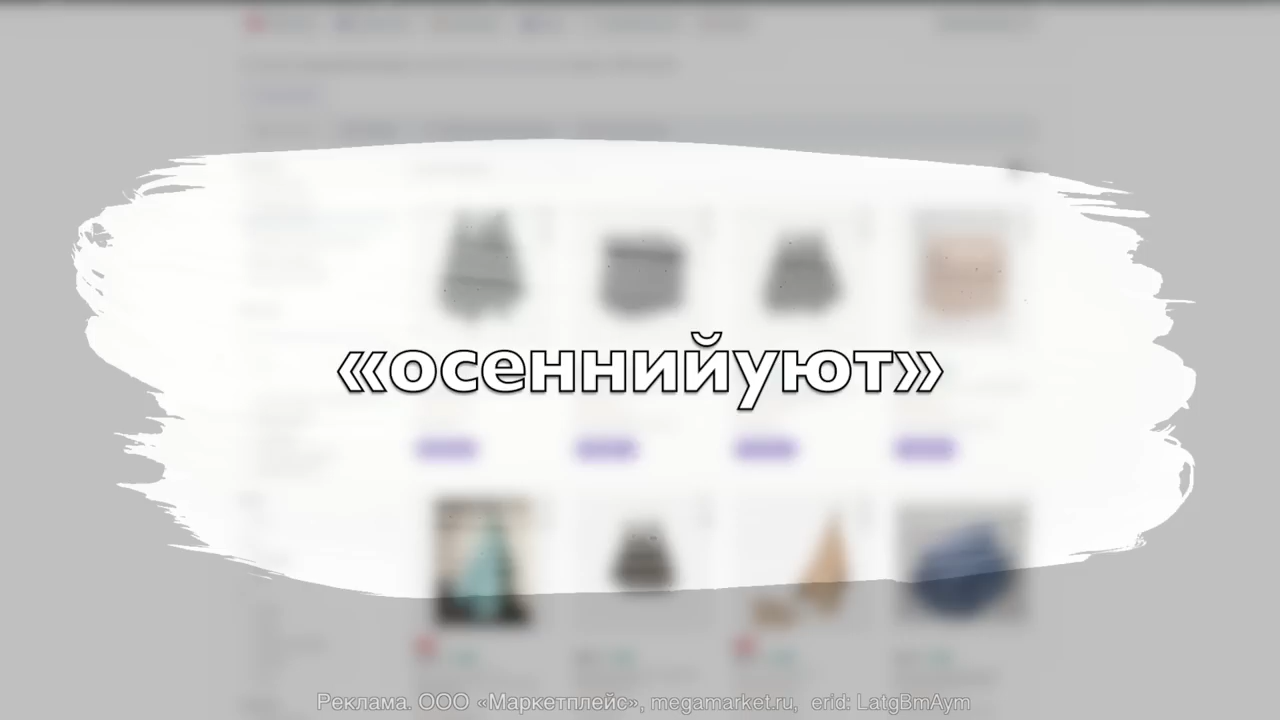 «осеннийуют»
Реклама. ООО «Маркетплейс», megamarket.ru, erid: LatgBmAym